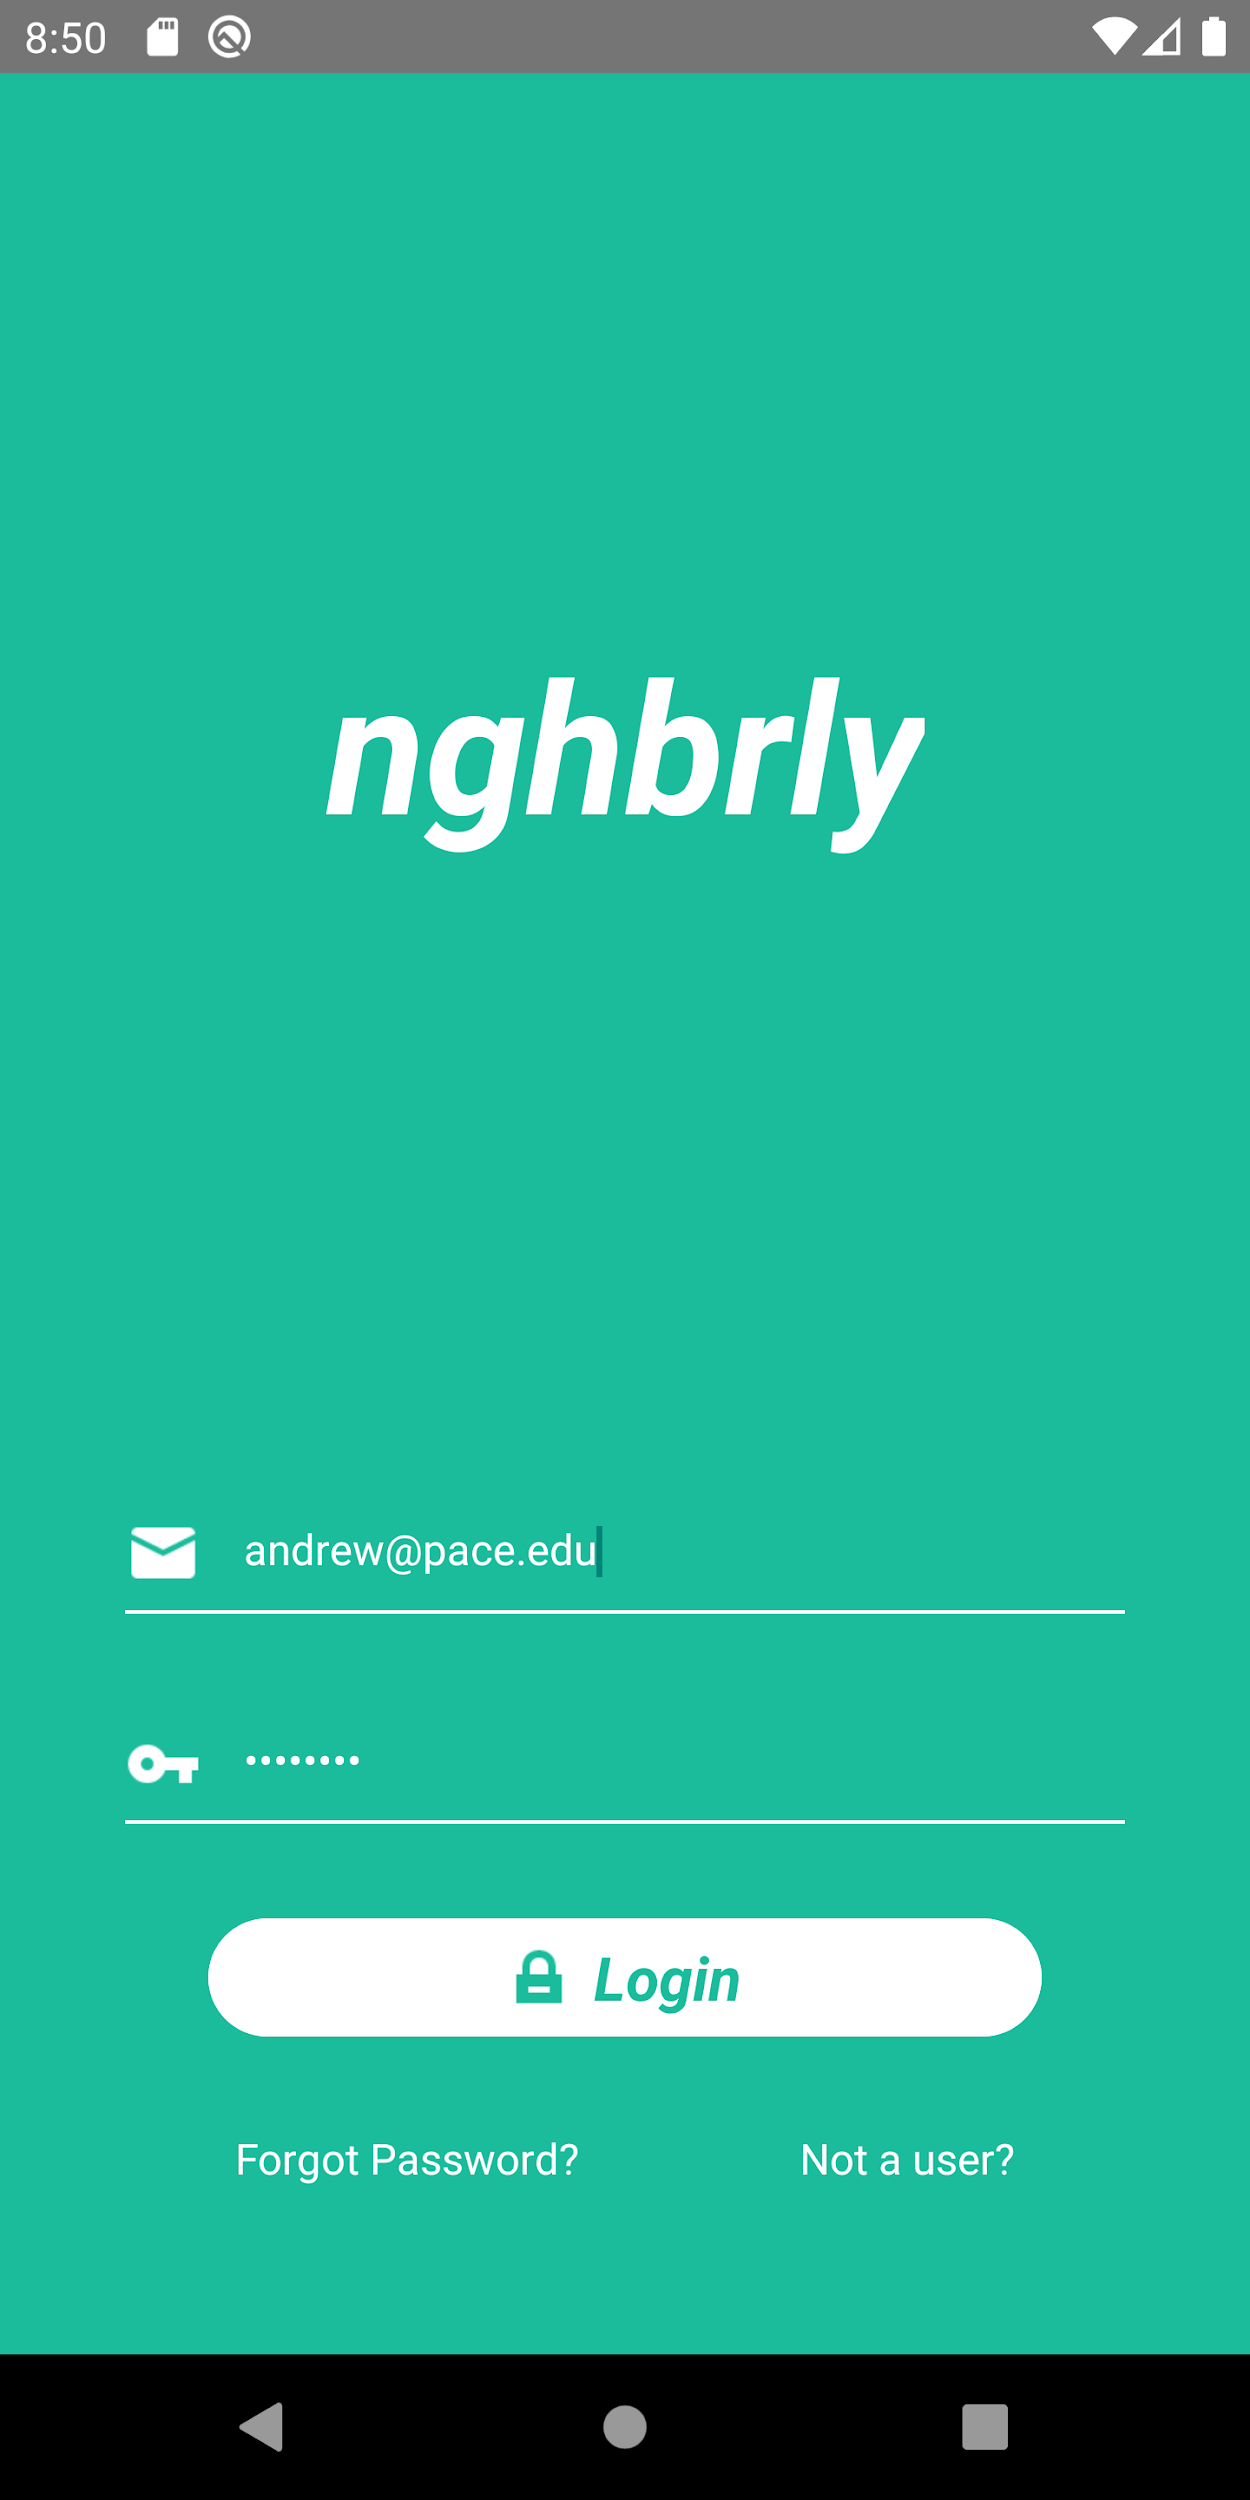 8:50
nghbrly
andrew@pace.edu
••••••••
Login
Forgot Password? Not a user?